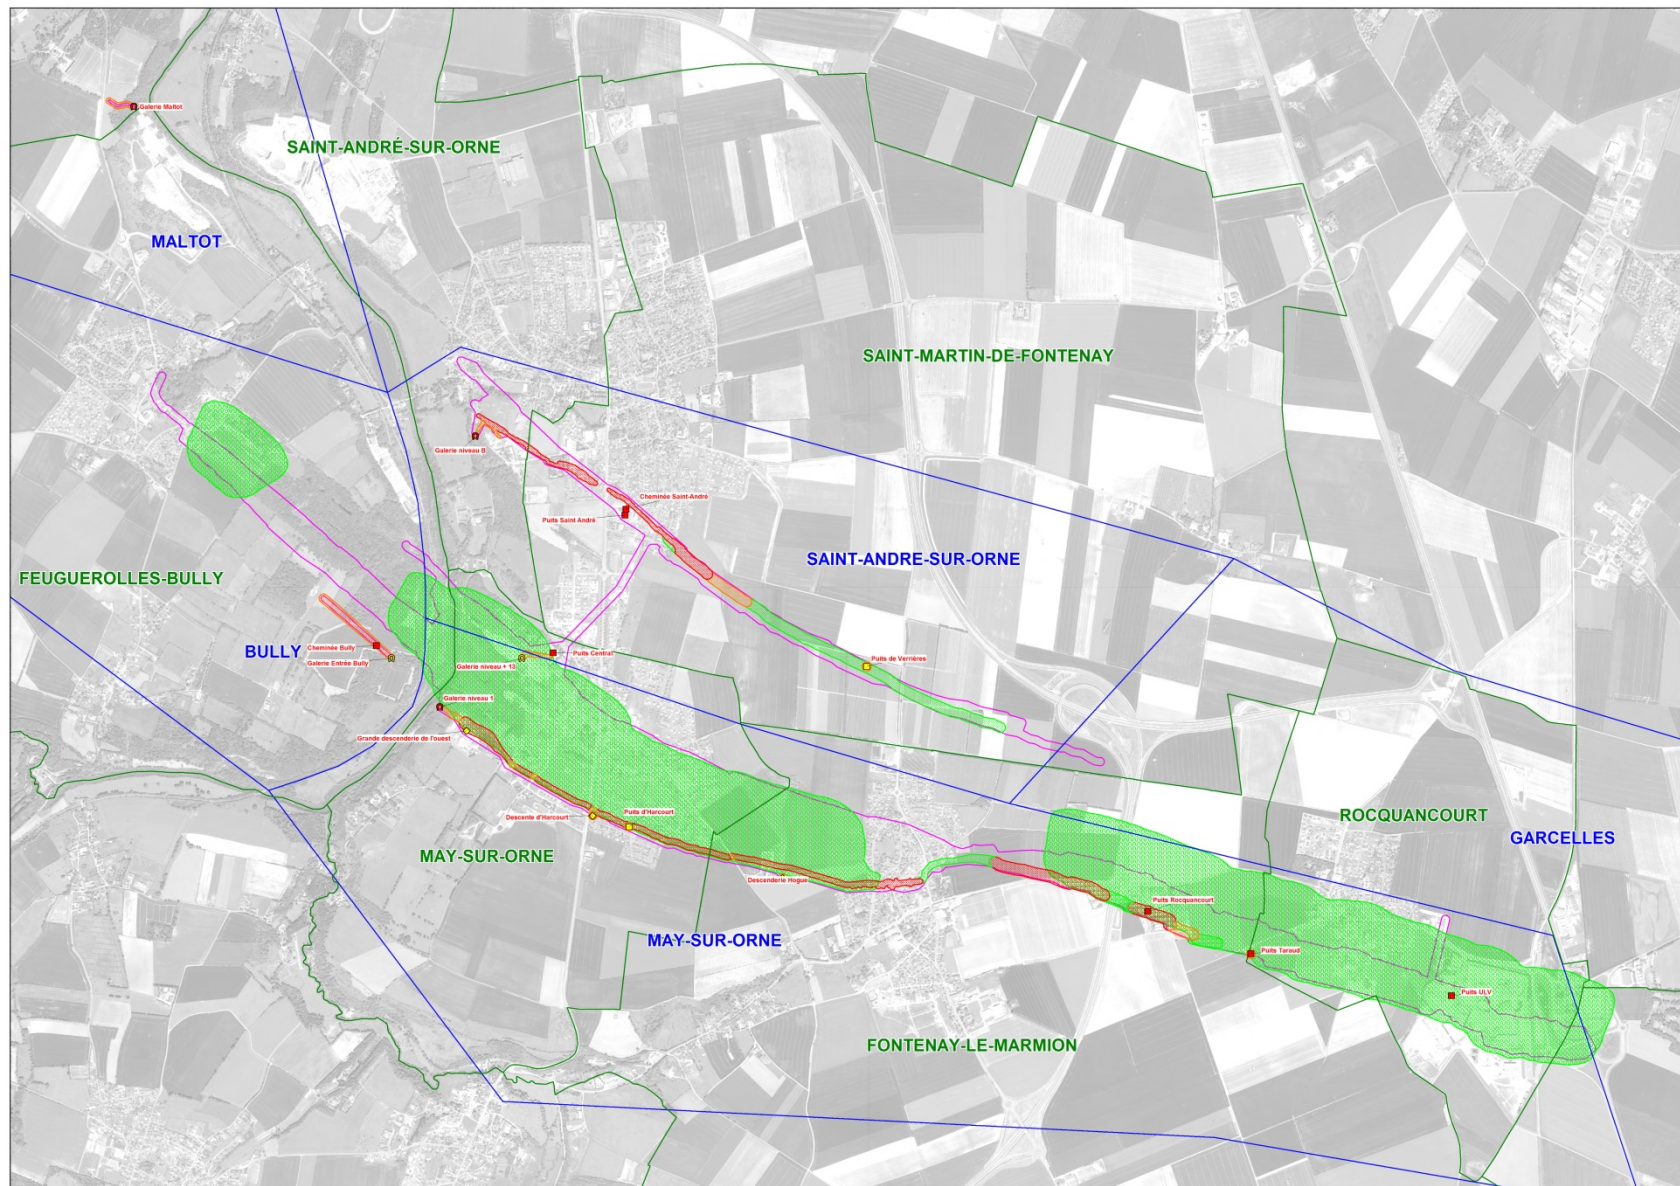 Galerie Maltot
SAINT-ANDRÉ-SUR-ORNE
MALTOT
SAINT-MARTIN-DE-FONTENAY
Galerie niveau B
Cheminée Saint-André
Puits Saint André
SAINT-ANDRE-SUR-ORNE
FEUGUEROLLES-BULLY
BULLY
Cheminée Bully
Galerie Entrée Bully
Puits Central
Galerie niveau + 13
Puits de Verrières
Galerie niveau 1
Grande descenderie de l'ouest
Puits d'Harcourt
Descente d'Harcourt
ROCQUANCOURT
GARCELLES
MAY-SUR-ORNE
Descenderie Hogue
Puits Rocquancourt
MAY-SUR-ORNE
Puits Taraud
Puits ULV
FONTENAY-LE-MARMION